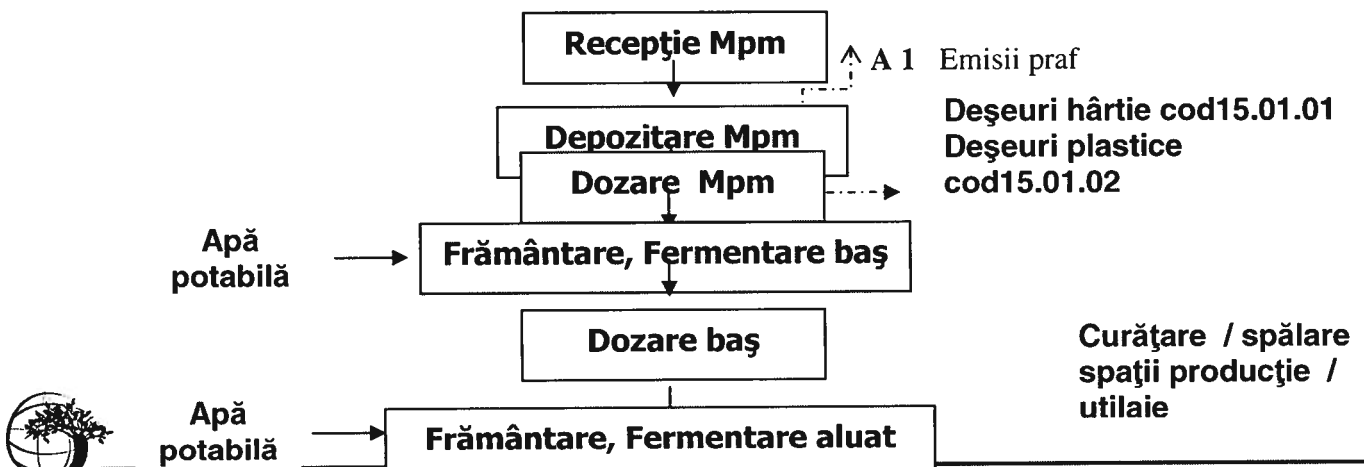 Recepţie Mpm
A 1 Emisii praf
Deşeuri hârtie cod15.01.01
Depozitare Mpm
Deşeuri plastice
Dozare Mpm
cod15.01.02
Apă
potabilă
Frământare, Fermentare baş
Dozare baş
Curăţare / spălare
spaţii producţie /
utilaie
Apă
potabilă
Frământare, Fermentare aluat